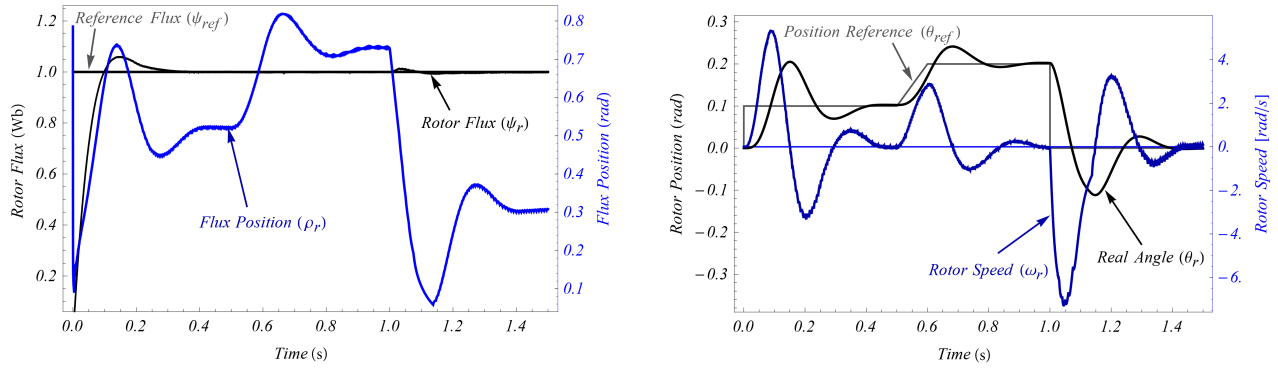 Reference Flux (ψref)
1.2
1.0
0.8
0.6
0.4
0.2
Rotor Flux (Wb)
0.8
0.7
0.6
0.5
0.4
0.3
0.2
0.1
Flux Position (rad)
Rotor Flux (ψr)
Flux Position (ρr)
0.0 0.2 0.4 0.6 0.8 1.0 1.2 1.4
Time (s)
Position Reference (θref)
0.3
0.2
0.1
0.0
−0.1
−0.2
−0.3
Rotor Position (rad)
4.
2.
0.
−2.
−4.
−6.
Rotor Speed [rad/s]
Rotor Speed (ωr)
Real Angle (θr)
0.0 0.2 0.4 0.6 0.8 1.0 1.2 1.4
Time (s)